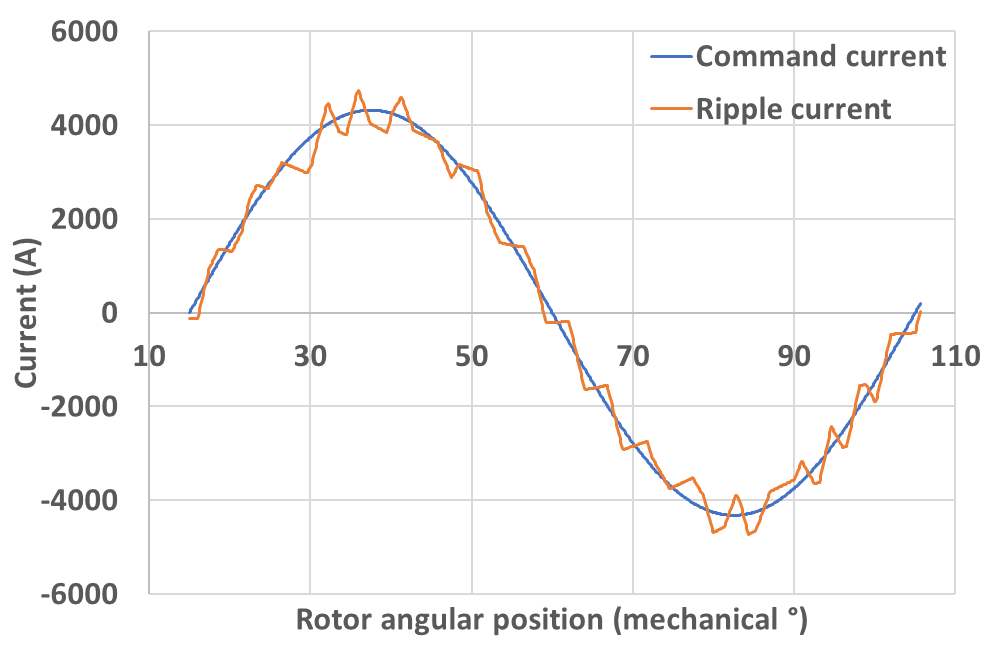 6000
4000
2000
0
-2000
-4000
-6000
Current (A)
10 30 50 70 90 110
Rotor angular position (mechanical °)
Command current
Ripple current